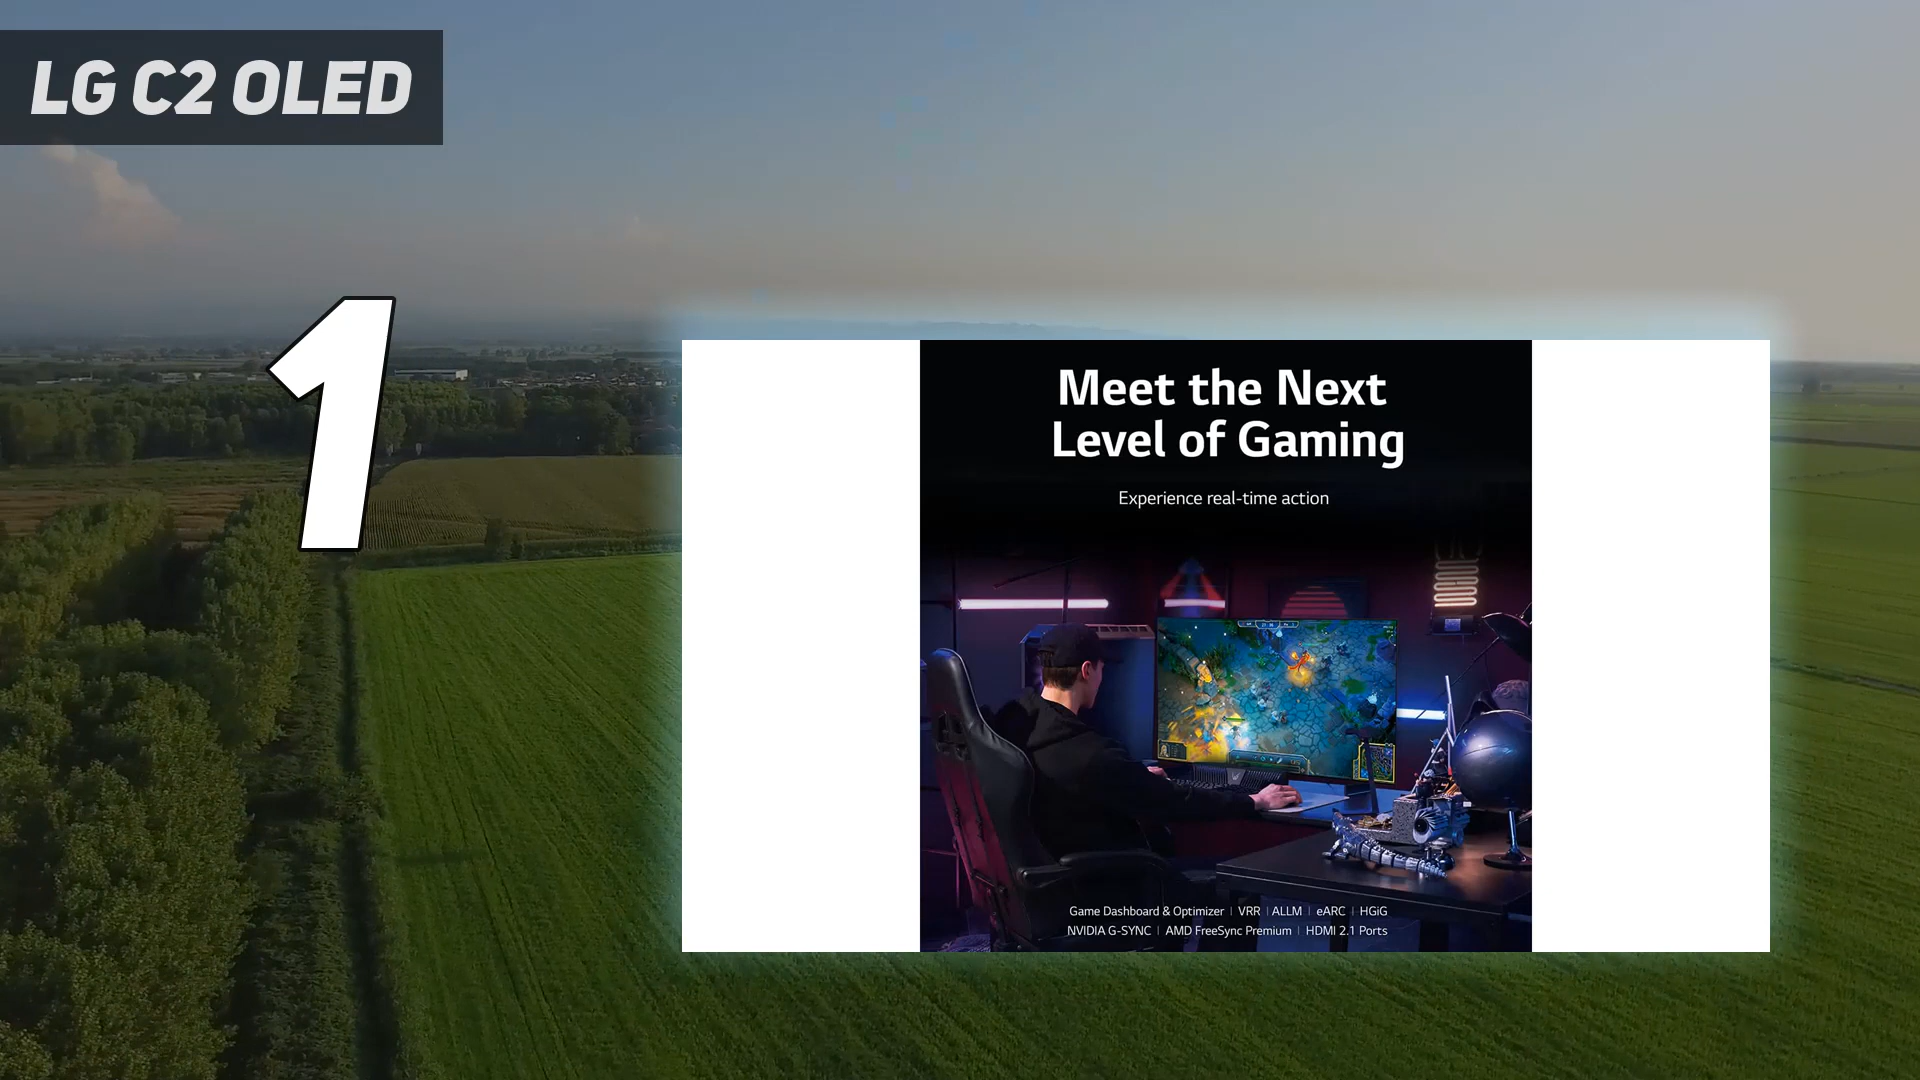 LG C2 OLED
1
Meet the Next
Level of Gaming
Experience real-time action
Game Dashboard & Optimizer | VRR | ALLM | eARC | HGiG
NVIDIA G-SYNC | AMD FreeSync Premium | HDMI 2.1 Ports